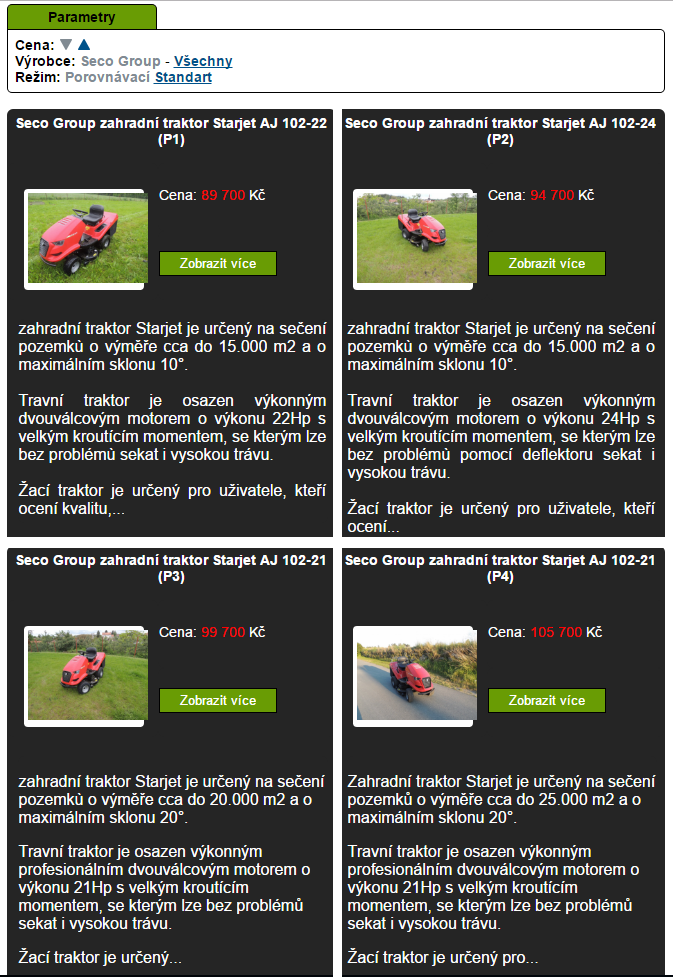 Parametry
Cena:
Výrobce: Seco Group - Všechny
Režim: Porovnávací Standart
Seco Group zahradní traktor Starjet AJ 102-22
(P1)
Cena: 89 700 Kč
Zobrazit více
zahradní traktor Starjet je určený na sečení
pozemků o výměře cca do 15.000 m2 a o
maximálním sklonu 10°.
Travní traktor je osazen výkonným
dvouválcovým motorem o výkonu 22Hp s
velkým kroutícím momentem, se kterým lze
bez problémů sekat i vysokou trávu.
Žací traktor je určený pro uživatele, kteří
ocení kvalitu,...
Seco Group zahradní traktor Starjet AJ 102-24
(P2)
Cena: 94 700 Kč
Zobrazit více
zahradní traktor Starjet je určený na sečení
pozemků o výměře cca do 15.000 m2 a o
maximálním sklonu 10°.
Travní traktor je osazen výkonným
dvouválcovým motorem o výkonu 24Hp s
velkým kroutícím momentem, se kterým lze
bez problémů pomocí deflektoru sekat i
vysokou trávu.
Žací traktor je určený pro uživatele, kteří
ocení...
Seco Group zahradní traktor Starjet AJ 102-21
(P3)
Cena: 99 700 Kč
Zobrazit více
zahradní traktor Starjet je určený na sečení
pozemků o výměře cca do 20.000 m2 a o
maximálním sklonu 20°.
Travní traktor je osazen výkonným
profesionálním dvouválcovým motorem o
výkonu 21Hp s velkým kroutícím
momentem, se kterým lze bez problémů
sekat i vysokou trávu.
Žací traktor je určený...
Seco Group zahradní traktor Starjet AJ 102-21
(P4)
Cena: 105 700 Kč
Zobrazit více
Zahradní traktor Starjet je určený na sečení
pozemků o výměře cca do 25.000 m2 a o
maximálním sklonu 20°.
Travní traktor je osazen výkonným
profesionálním dvouválcovým motorem o
výkonu 21Hp s velkým kroutícím
momentem, se kterým lze bez problémů
sekat i vysokou trávu.
Žací traktor je určený pro...